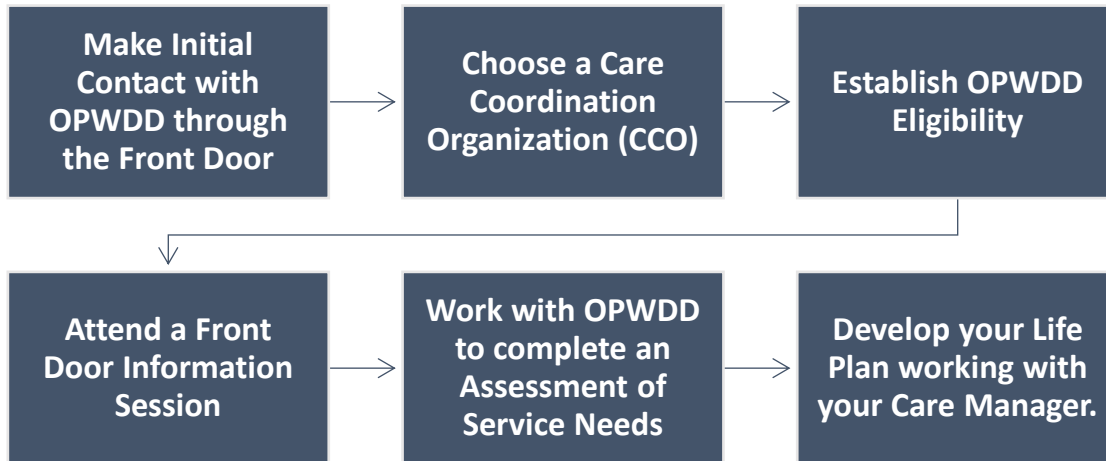 Make Initial
Contact with
OPWDD through
the Front Door
Choose a Care
Coordination
Organization (CCO)
Establish OPWDD
Eligibility
Attend a Front
Door Information
Session
Work with OPWDD
to complete an
Assessment of
Service Needs
Develop your Life
Plan working with
your Care Manager.